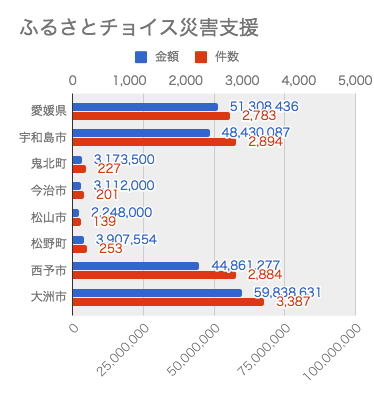 ふるさとチョイス災害支援
金額 件数
0 1,000 2,000 3,000 4,000 5,000
愛媛県 51,308,436
2,783
宇和島市 48,430,087
2,894
鬼北町 3,173,500
227
今治市 3,112,000
201
松山市 2,248,000
139
松野町 3,907,554
253
西予市 44,861,277
2,884
大洲市 59,838,631
3,387
0 25,000,000 50,000,000 75,000,000 100,000,000